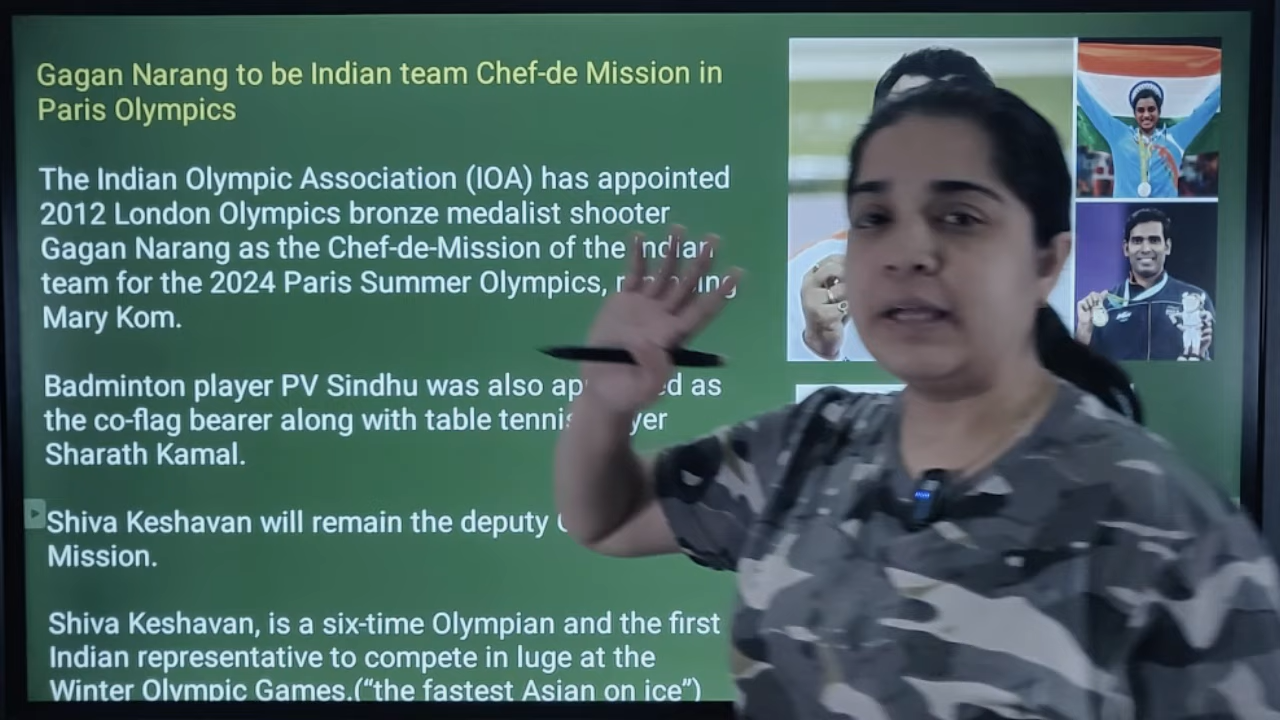 Gagan Narang to be Indian team Chef-de Mission in
Paris Olympics
The Indian Olympic Association (IOA) has appointed
2012 London Olympics bronze medalist shooter
Gagan Narang as the Chef-de-Mission of the Indian
team for the 2024 Paris Summer Olympics,
Mary Kom.
Badminton player PV Sindhu was also as
the co-flag bearer along with table tennis
Sharath Kamal.
Shiva Keshavan will remain the deputy
Mission.
Shiva Keshavan, is a six-time Olympian and the first
Indian representative to compete in luge at the
Winter Olympic Games.("the fastest Asian on ice")